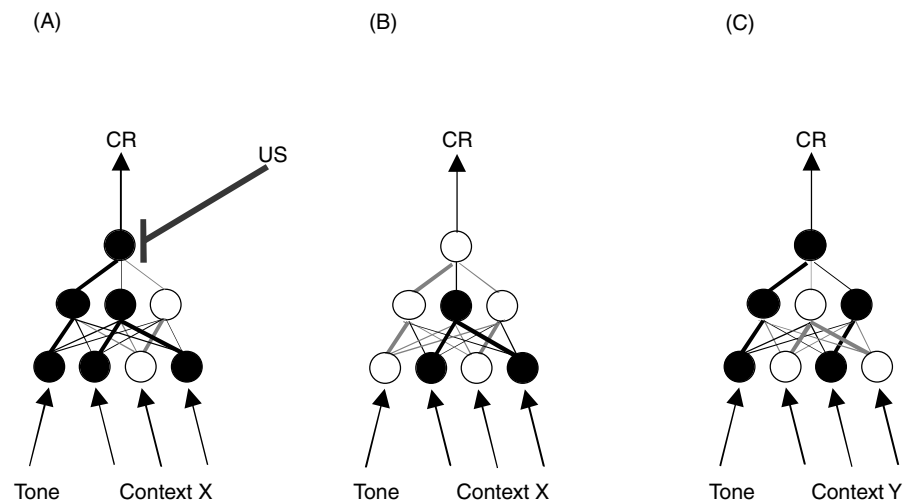 (A) (B) (C)
CR CR CR
US
Tone Context X Tone Context X Tone Context Y